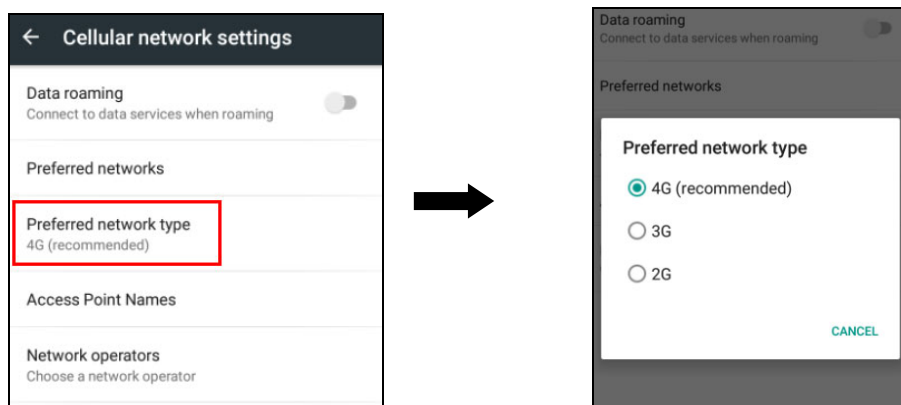 Cellular network settings
Data roaming
Connect to data services when roaming
Preferred networks
Preferred network type
4G (recommended)
Access Point Names
Network operators
Choose a network operator
Data roaming
Connect to data services when roaming
Preferred networks
Preferred network type
4G (recommended)
3G
2G
CANCEL